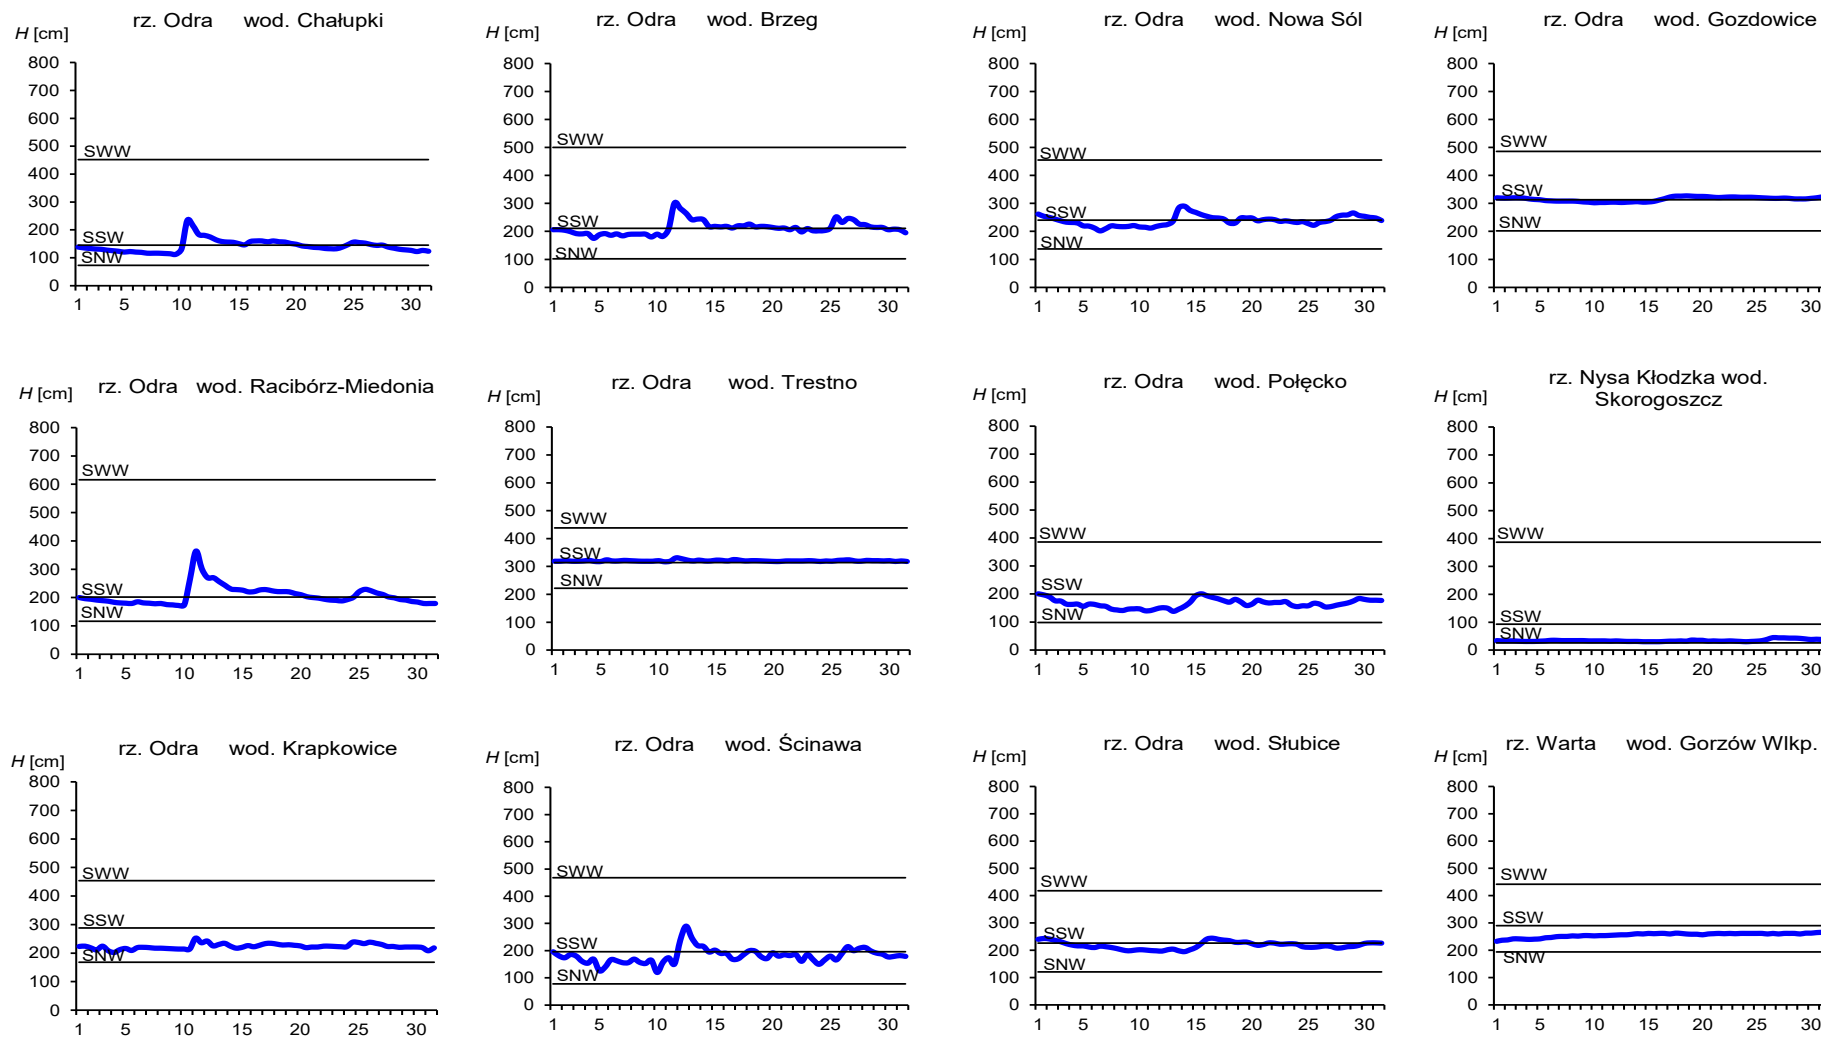 rz. Odra wod. Chałupki
H [cm]
800
700
600
500
400
300
200
100
0
SWW
SSW
SNW
1 5 10 15 20 25 30
rz. Odra wod. Brzeg
H [cm]
800
700
600
500
400
300
200
100
0
SWW
SSW
SNW
1 5 10 15 20 25 30
rz. Odra wod. Nowa Sól
H [cm]
800
700
600
500
400
300
200
100
0
SWW
SSW
SNW
1 5 10 15 20 25 30
rz. Odra wod. Gozdowice
H [cm]
800
700
600
500
400
300
200
100
0
SWW
SSW
SNW
1 5 10 15 20 25 30
rz. Odra wod. Racibórz-Miedonia
H [cm]
800
700
600
500
400
300
200
100
0
SWW
SSW
SNW
1 5 10 15 20 25 30
rz. Odra wod. Trestno
H [cm]
800
700
600
500
400
300
200
100
0
SWW
SSW
SNW
1 5 10 15 20 25 30
rz. Odra wod. Połęcko
H [cm]
800
700
600
500
400
300
200
100
0
SWW
SSW
SNW
1 5 10 15 20 25 30
rz. Nysa Kłodzka wod.
Skorogoszcz
H [cm]
800
700
600
500
400
300
200
100
0
SWW
SSW
SNW
1 5 10 15 20 25 30
rz. Odra wod. Krapkowice
H [cm]
800
700
600
500
400
300
200
100
0
SWW
SSW
SNW
1 5 10 15 20 25 30
rz. Odra wod. Ścinawa
H [cm]
800
700
600
500
400
300
200
100
0
SWW
SSW
SNW
1 5 10 15 20 25 30
rz. Odra wod. Słubice
H [cm]
800
700
600
500
400
300
200
100
0
SWW
SSW
SNW
1 5 10 15 20 25 30
rz. Warta wod. Gorzów Wlkp.
H [cm]
800
700
600
500
400
300
200
100
0
SWW
SSW
SNW
1 5 10 15 20 25 30